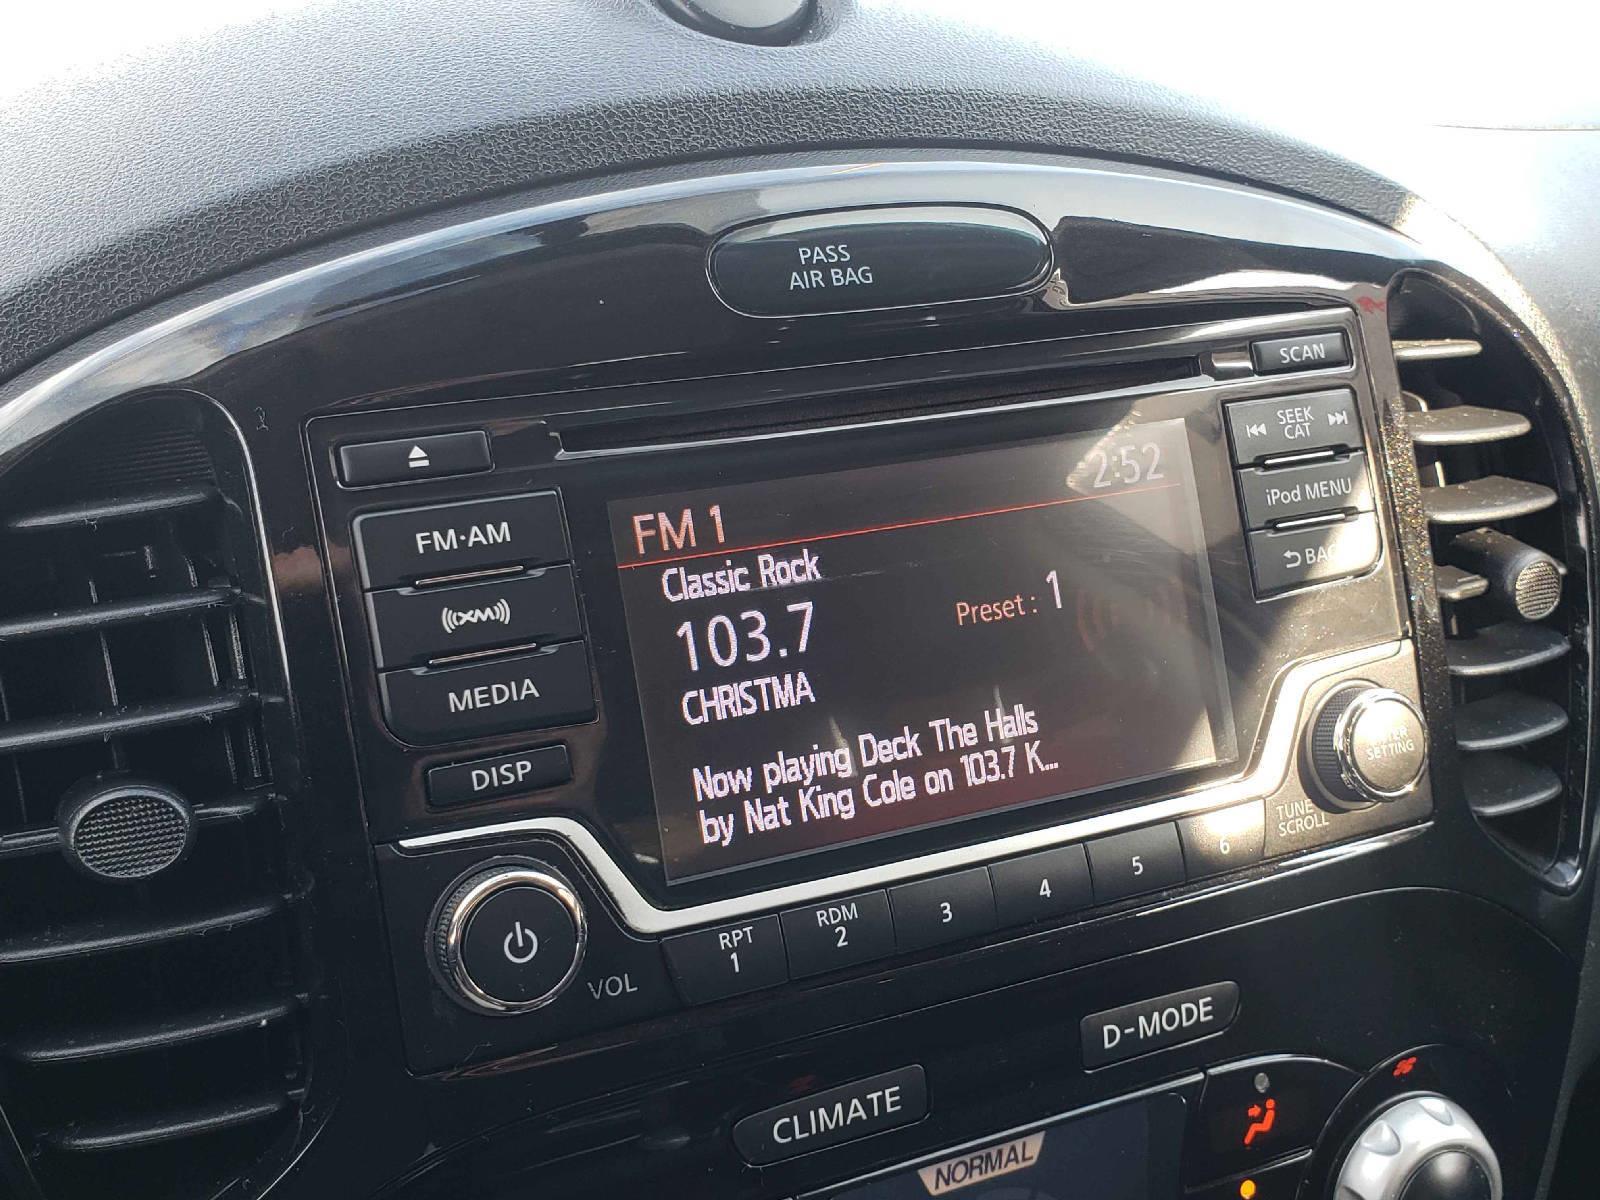 PASS
AIR BAG
SCAN
SEEK
CAT
iPod MENU
FM·AM
XM
MEDIA
DISP
2:52
FM 1
Classic Rock
103.7
Preset : 1
CHRISTMA
Now playing Deck The Halls
by Nat King Cole on 103.7 K...
SETTING
TUNE
SCROLL
VOL
RPT
1
RDM
2
3
4
5
6
D-MODE
CLIMATE
NORMAL